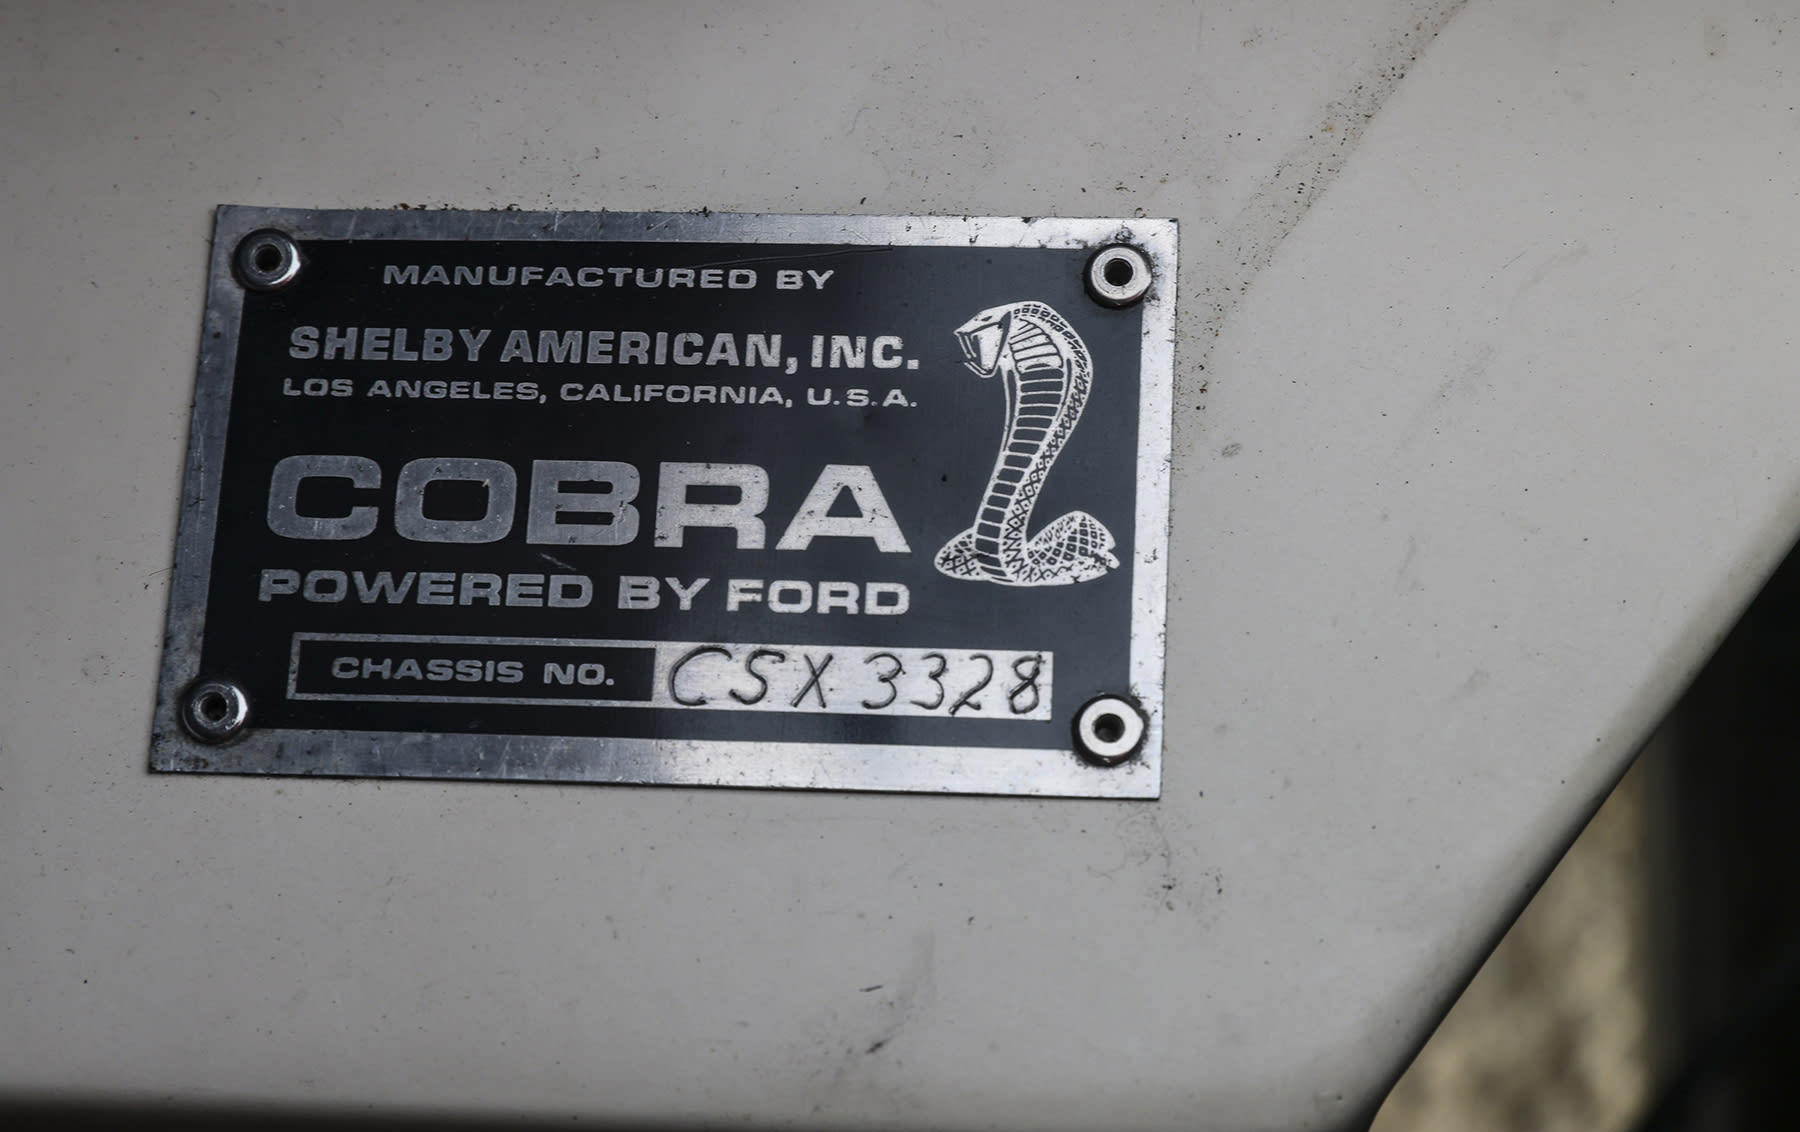 MANUFACTURED BY
SHELBY AMERICAN, INC.
LOS ANGELES, CALIFORNIA, U.S.A.
COBRA
POWERED BY FORD
CHASSIS NO. CSX 3328